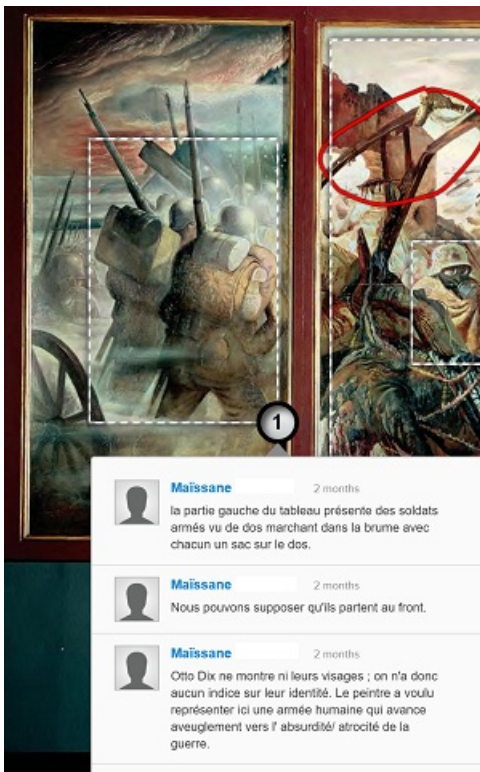 1
Maïssane 2 months
la partie gauche du tableau présente des soldats
armés vu de dos marchant dans la brume avec
chacun un sac sur le dos.
Maïssane 2 months
Nous pouvons supposer qu'ils partent au front.
Maïssane 2 months
Otto Dix ne montre ni leurs visages ; on n'a donc
aucun indice sur leur identité. Le peintre a voulu
représenter ici une armée humaine qui avance
aveuglement vers l' absurdité/ atrocité de la
guerre.